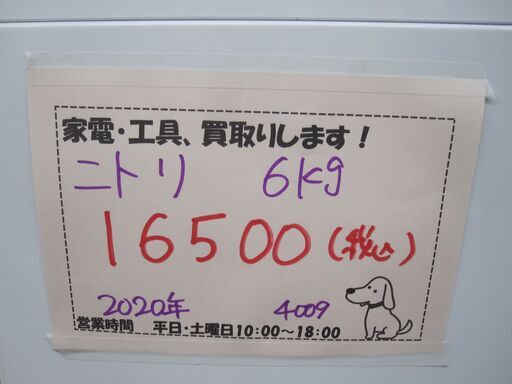 家電・工具、買取りします！
ニトリ 6kg
16500(税込)
2020年 4009
営業時間 平日・土曜日10:00～18:00